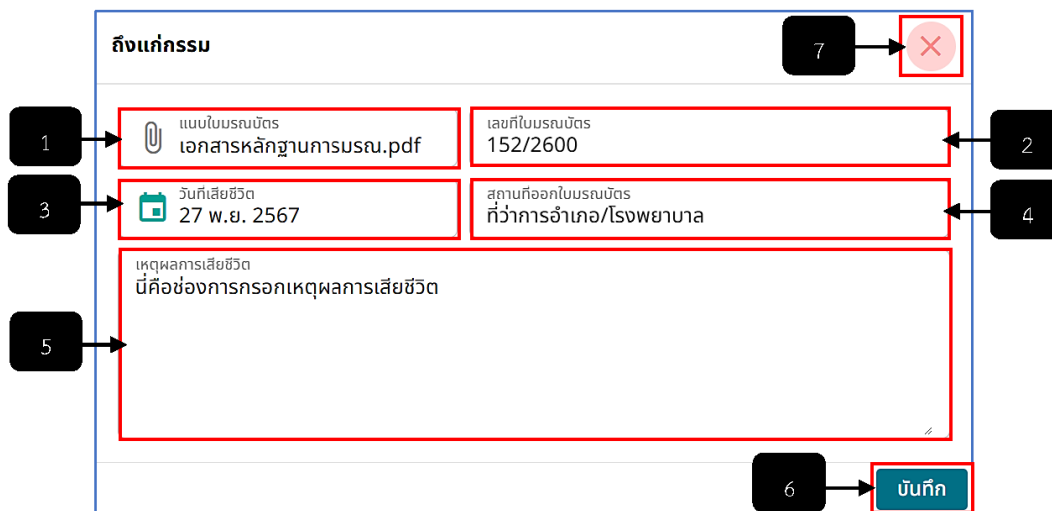 ถึงแก่กรรม
7
1
แนบใบมรณบัตร
เอกสารหลักฐานการมรณ.pdf
เลขที่ใบมรณบัตร
152/2600
2
3
วันที่เสียชีวิต
27 พ.ย. 2567
สถานที่ออกใบมรณบัตร
ที่ว่าการอำเภอ/โรงพยาบาล
4
5
เหตุผลการเสียชีวิต
นี่คือช่องการกรอกเหตุผลการเสียชีวิต
6
บันทึก